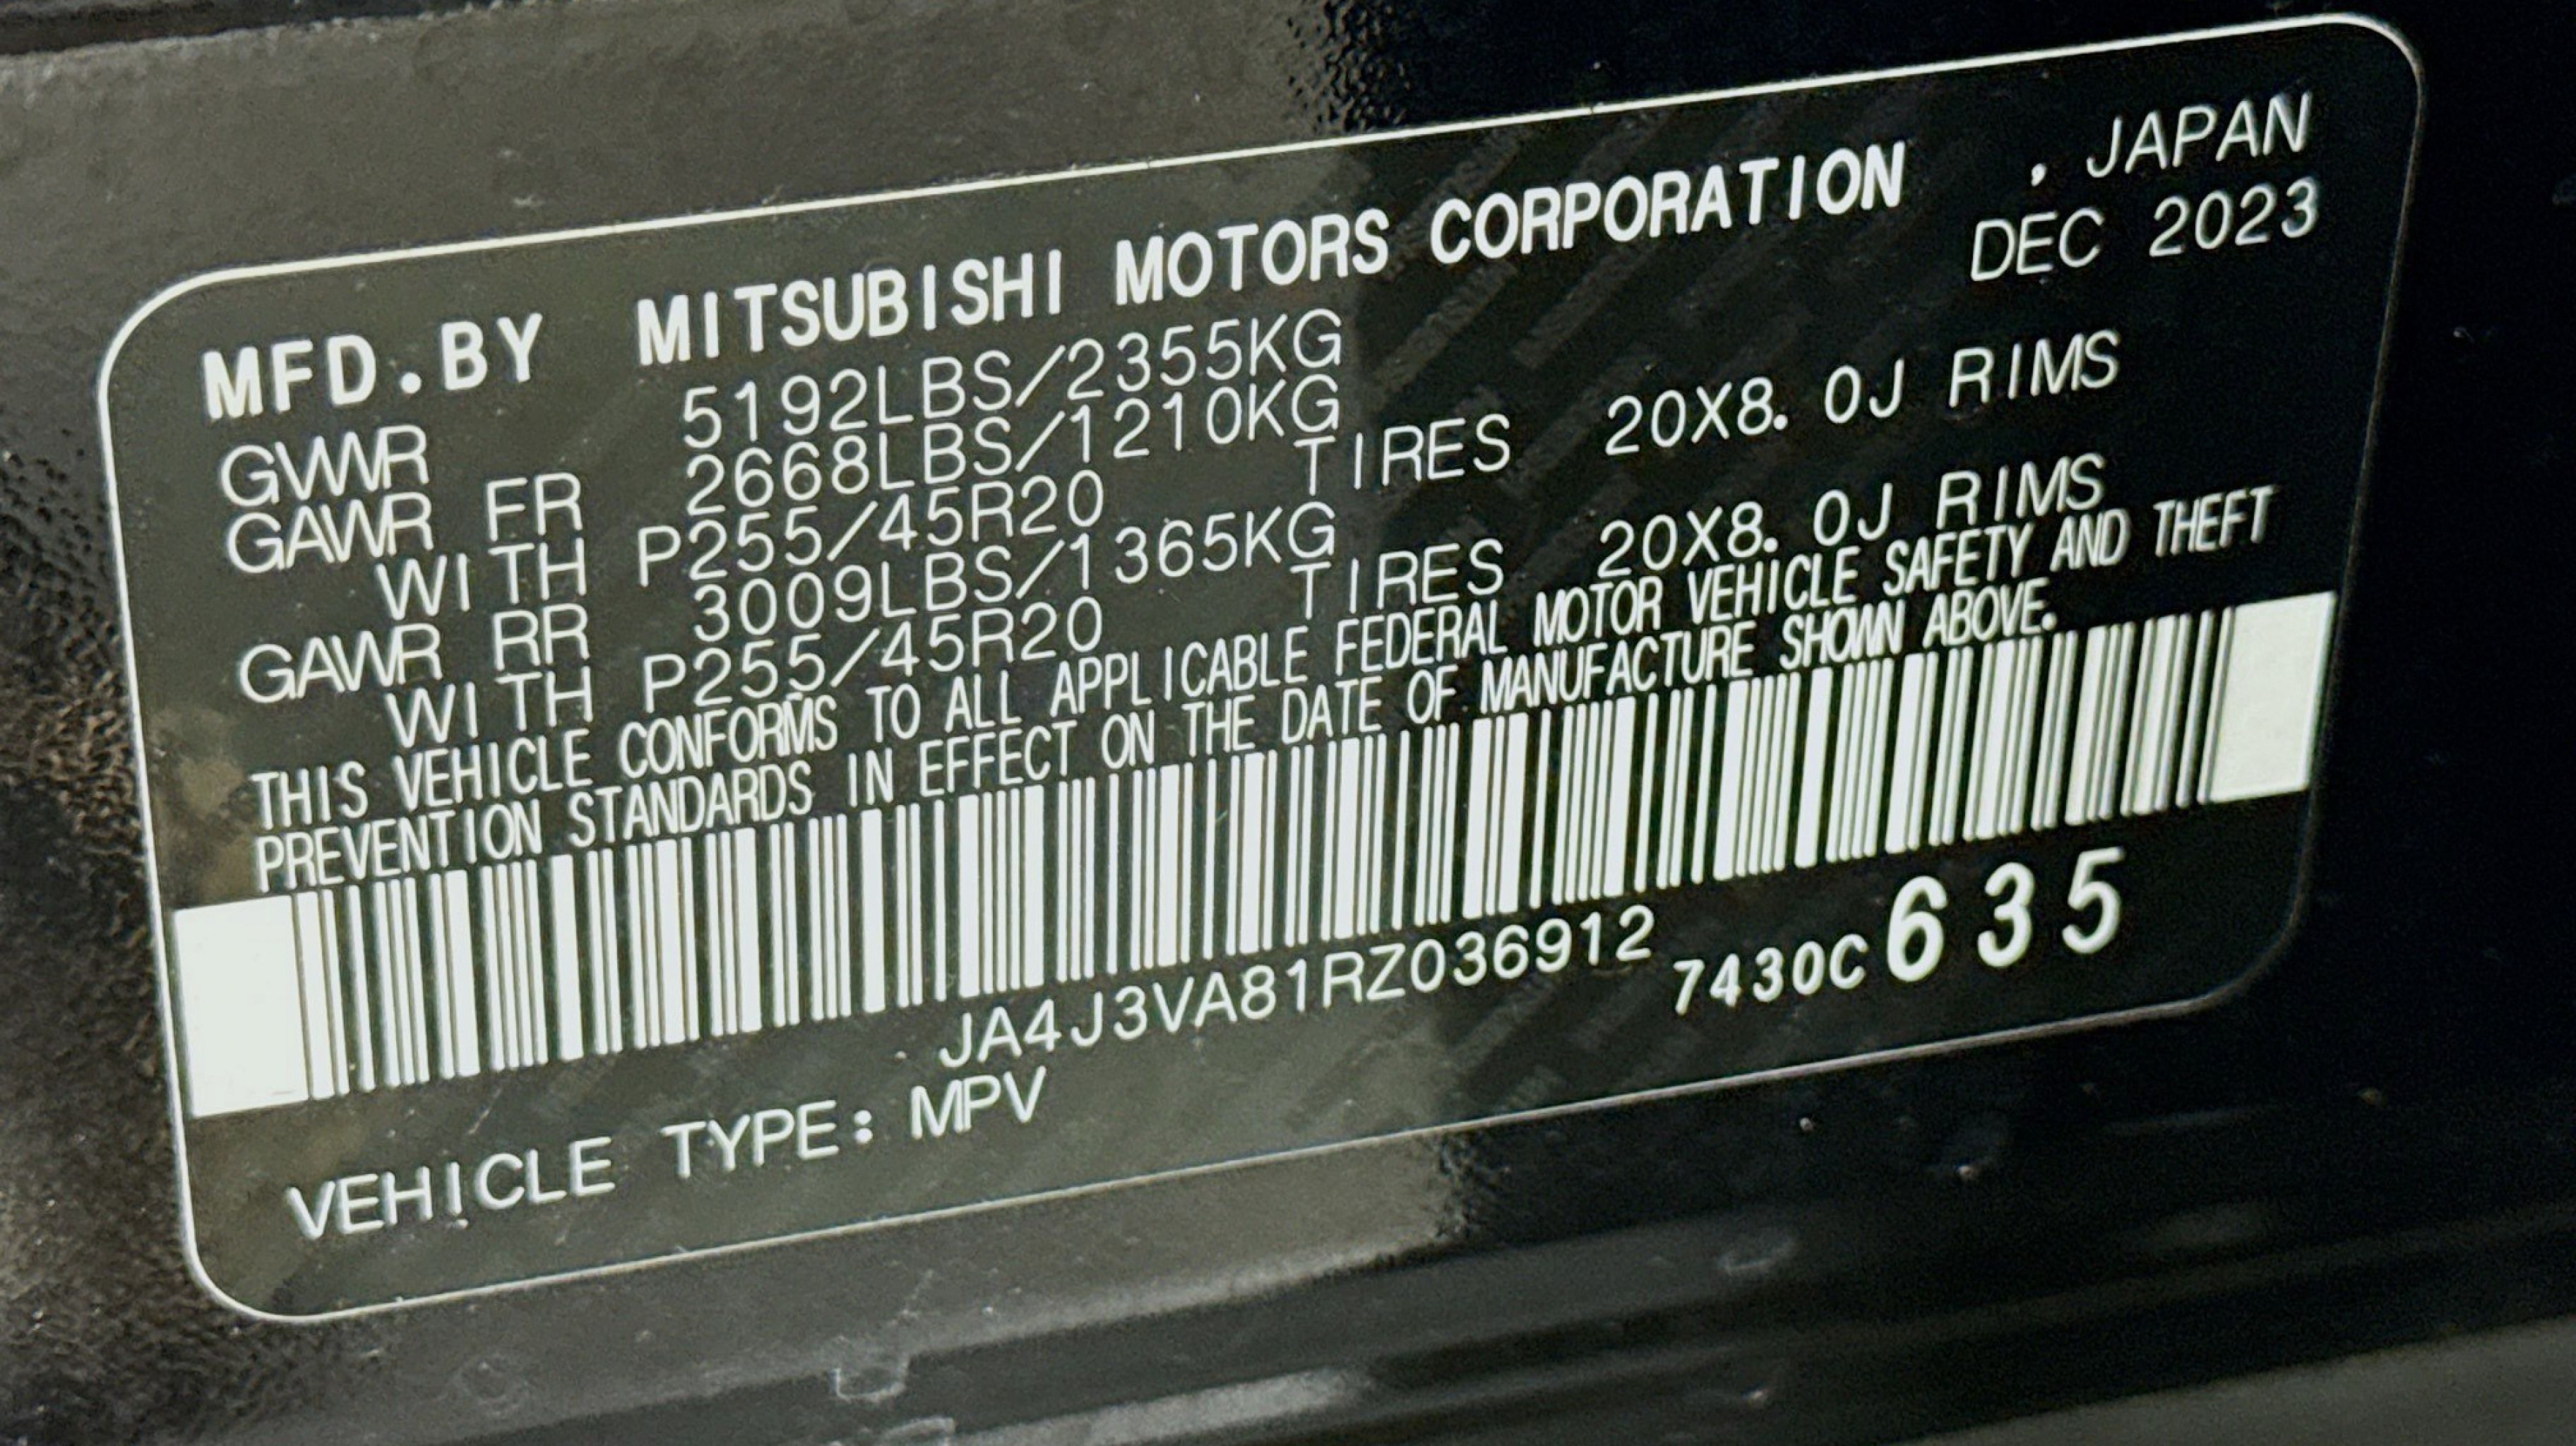 MFD.BY MITSUBISHI MOTORS CORPORATION , JAPAN
DEC 2023
GVWR 5192LBS/2355KG
GAWR FR 2668LBS/1210KG
WITH P255/45R20 TIRES 20X8.0J RIMS
GAWR RR 3009LBS/1365KG
WITH P255/45R20 TIRES 20X8.0J RIMS
THIS VEHICLE CONFORMS TO ALL APPLICABLE FEDERAL MOTOR VEHICLE SAFETY AND THEFT
PREVENTION STANDARDS IN EFFECT ON THE DATE OF MANUFACTURE SHOWN ABOVE.
JA4J3VA81RZ036912
7430C635
VEHICLE TYPE: MPV